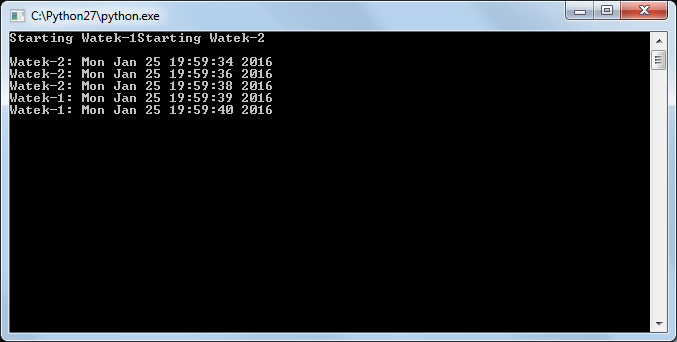 C:\Python27\python.exe
Starting Watek-1Starting Watek-2
Watek-2: Mon Jan 25 19:59:34 2016
Watek-2: Mon Jan 25 19:59:36 2016
Watek-2: Mon Jan 25 19:59:38 2016
Watek-1: Mon Jan 25 19:59:39 2016
Watek-1: Mon Jan 25 19:59:40 2016